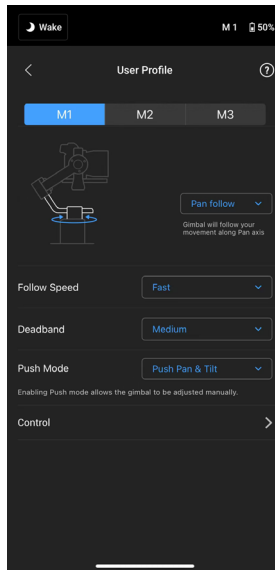 Wake M 1 50%
User Profile ?
M1 M2 M3
Pan follow
Gimbal will follow your
movement along Pan axis
Follow Speed Fast
Deadband Medium
Push Mode Push Pan & Tilt
Enabling Push mode allows the gimbal to be adjusted manually.
Control